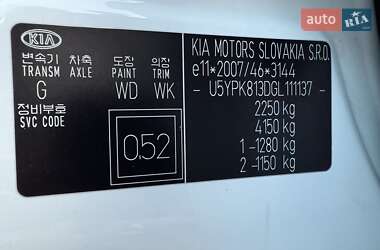 auto RIA
KIA
변속기 차축 도장 의장
TRANSM AXLE PAINT TRIM
G WD WK
정비부호
SVC CODE
052
KIA MOTORS SLOVAKIA S.R.O.
e11*2007/46*3144
U5YPK813DGL111137
2250 kg
4150 kg
1 -1280 kg
2 -1150 kg